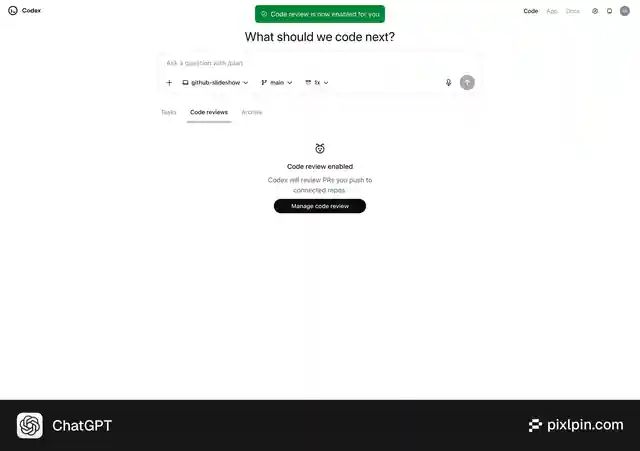 Codex
Code review is now enabled for you
Code App Docs
What should we code next?
Ask a question with /plan
github-slideshow main 1x
Tasks Code reviews Archive
Code review enabled
Codex will review PRs you push to
connected repos.
Manage code review
ChatGPT
pixlpin.com